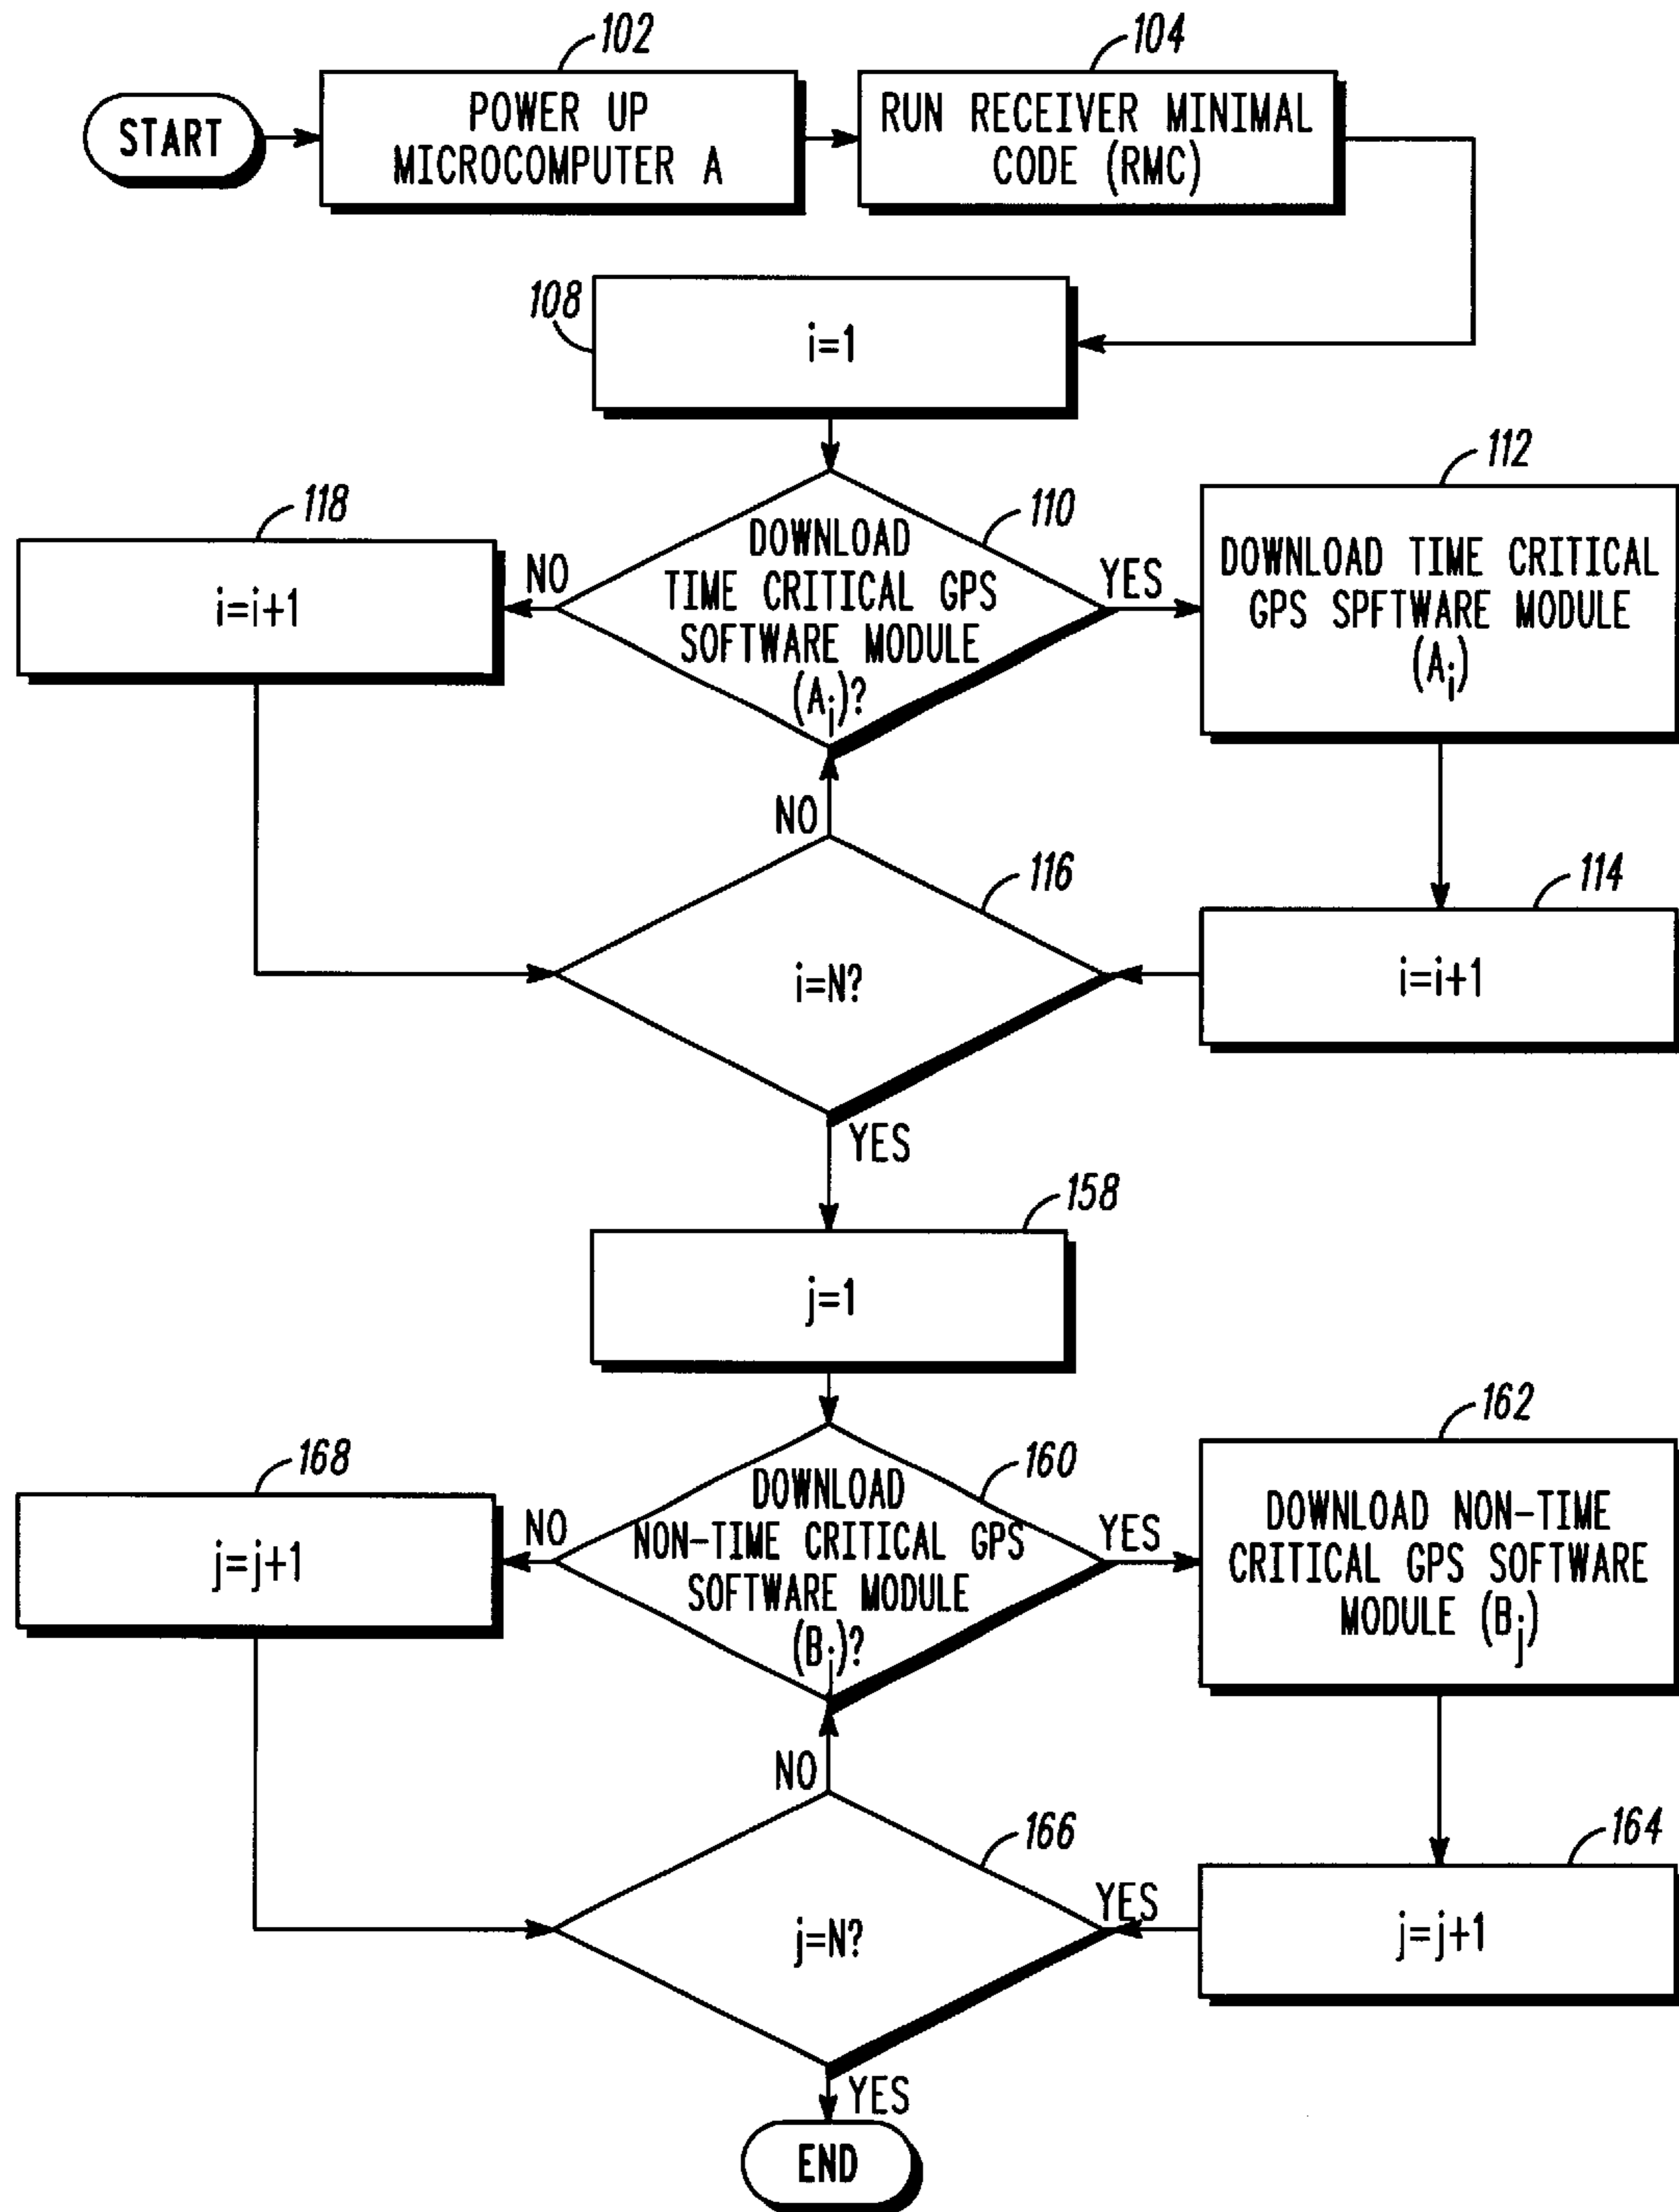 102
104
START
POWER UP
MICROCOMPUTER A
RUN RECEIVER MINIMAL
CODE (RMC)
108
i=1
118
110
112
i=i+1
NO
DOWNLOAD
TIME CRITICAL GPS
SOFTWARE MODULE
(Ai)?
YES
DOWNLOAD TIME CRITICAL
GPS SPFTWARE MODULE
(Ai)
NO
116
114
i=N?
i=i+1
YES
158
j=1
168
160
162
j=j+1
NO
DOWNLOAD
NON-TIME CRITICAL GPS
SOFTWARE MODULE
(Bj)?
YES
DOWNLOAD NON-TIME
CRITICAL GPS SOFTWARE
MODULE (Bj)
NO
166
164
j=N?
YES
j=j+1
YES
END